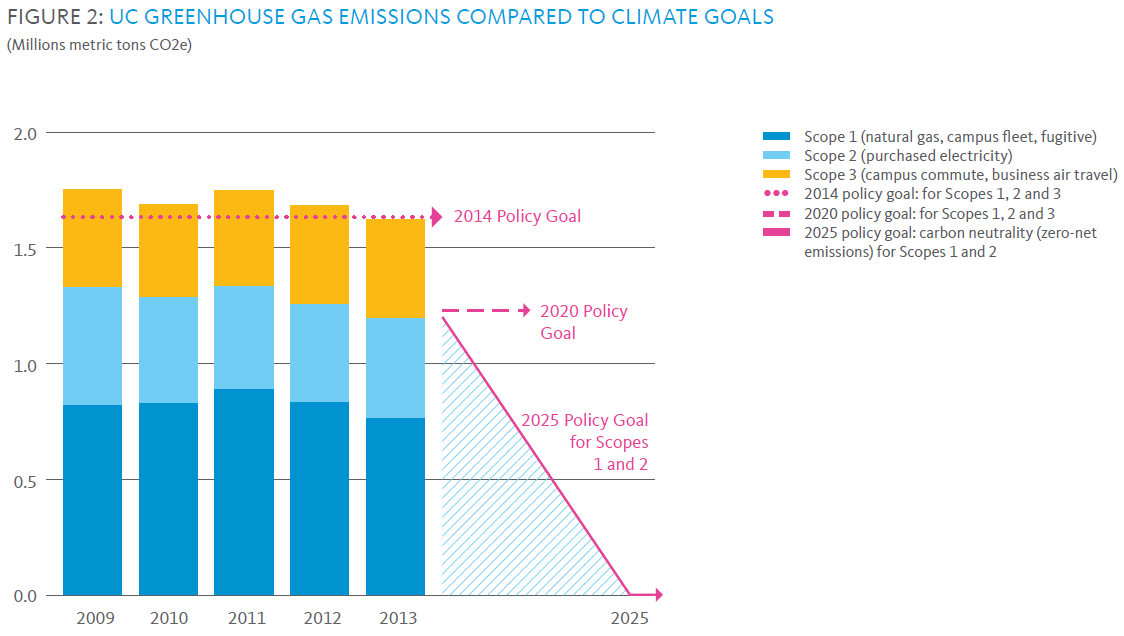 FIGURE 2: UC GREENHOUSE GAS EMISSIONS COMPARED TO CLIMATE GOALS
(Millions metric tons CO2e)
2.0
1.5
1.0
0.5
0.0
2009
2010
2011
2012
2013
2025
2014 Policy Goal
2020 Policy
Goal
2025 Policy Goal
for Scopes
1 and 2
Scope 1 (natural gas, campus fleet, fugitive)
Scope 2 (purchased electricity)
Scope 3 (campus commute, business air travel)
2014 policy goal: for Scopes 1, 2 and 3
2020 policy goal: for Scopes 1, 2 and 3
2025 policy goal: carbon neutrality (zero-net
emissions) for Scopes 1 and 2